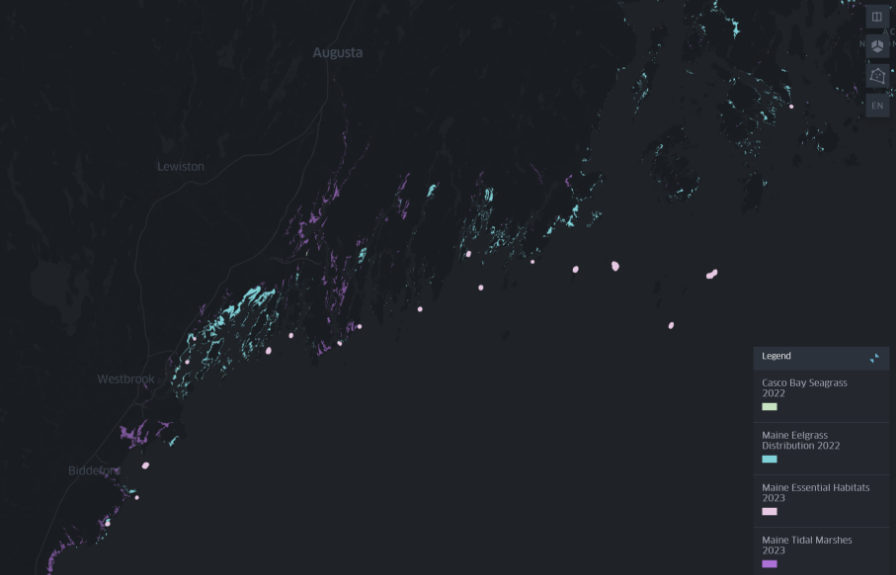 Augusta
Lewiston
Westbrook
Biddeford
EN
Legend
Casco Bay Seagrass
2022
Maine Eelgrass
Distribution 2022
Maine Essential Habitats
2023
Maine Tidal Marshes
2023